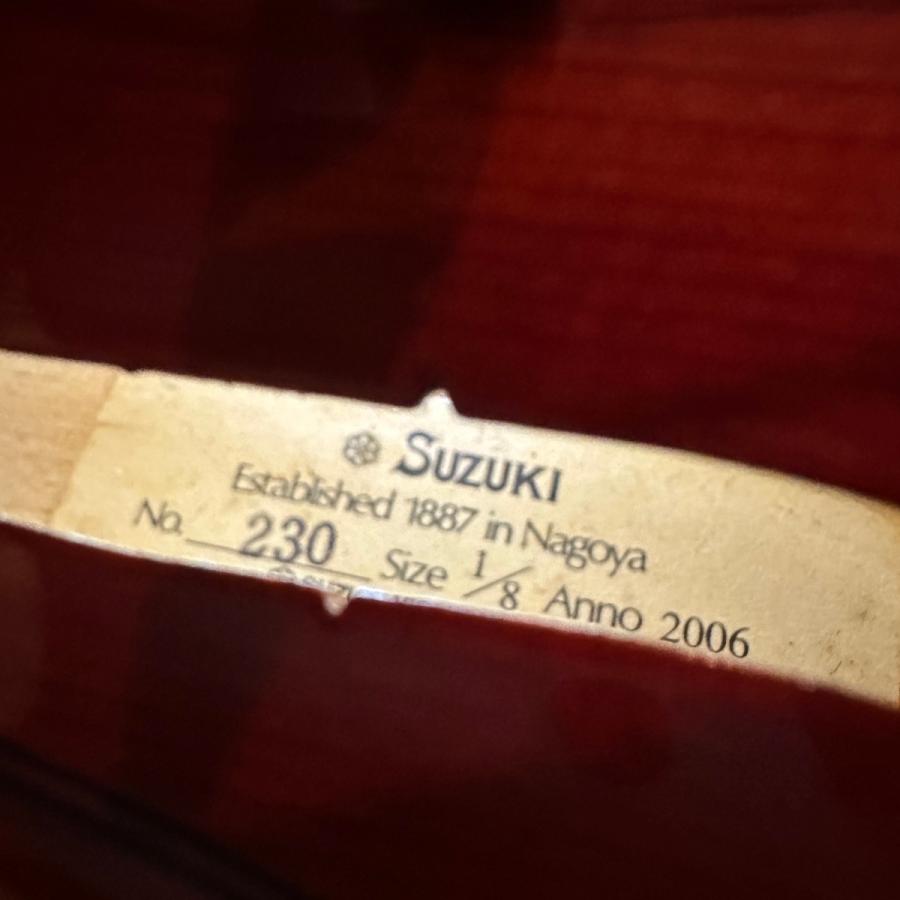 SUZUKI
Established 1887 in Nagoya
No. 230 Size 1/8 Anno 2006